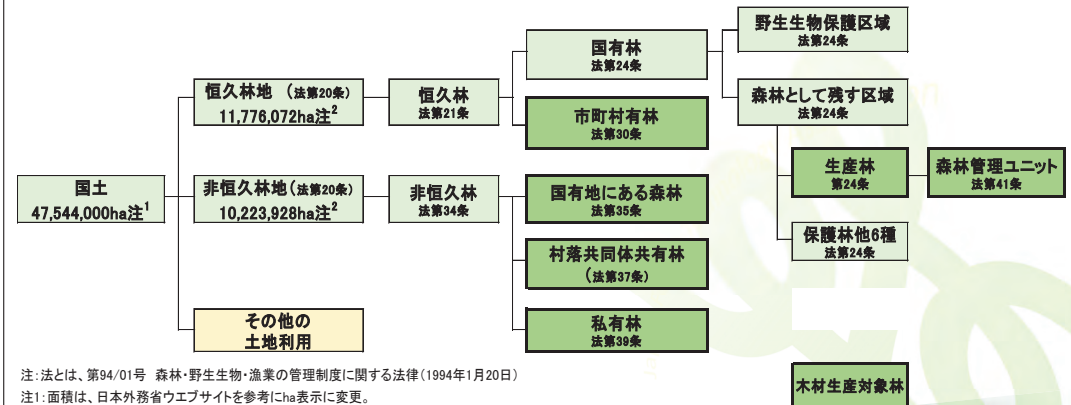 野生生物保護区域
法第24条
国有林
法第24条
恒久林地 (法第20条)
11,776,072ha注2
恒久林
法第21条
森林として残す区域
法第24条
市町村有林
法第30条
生産林
第24条
森林管理ユニット
法第41条
国土
47,544,000ha注1
非恒久林地(法第20条)
10,223,928ha注2
非恒久林
法第34条
国有地にある森林
法第35条
保護林他6種
法第24条
村落共同体共有林
(法第37条)
その他の
土地利用
私有林
法第39条
注:法とは、第94/01号 森林・野生生物・漁業の管理制度に関する法律(1994年1月20日)
注1:面積は、日本外務省ウエブサイトを参考にha表示に変更。
木材生産対象林